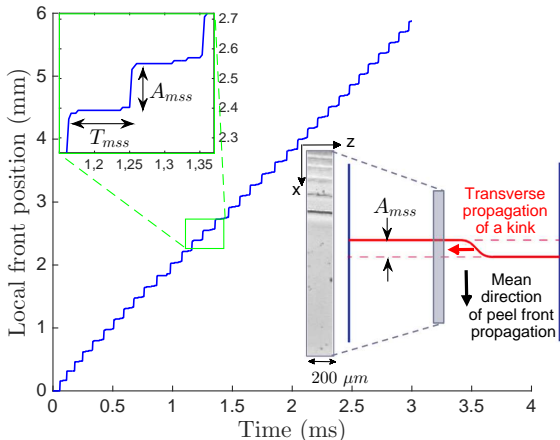 Local front position (mm)
6
5
4
3
2
1
0
0
0.5
1
1.5
2
2.5
3
3.5
4
Time (ms)
2.7
2.6
2.5
2.4
2.3
1,2
1,25
1,3
1,35
A_mss
T_mss
z
x
A_mss
Transverse
propagation
of a kink
Mean
direction
of peel front
propagation
200 μm